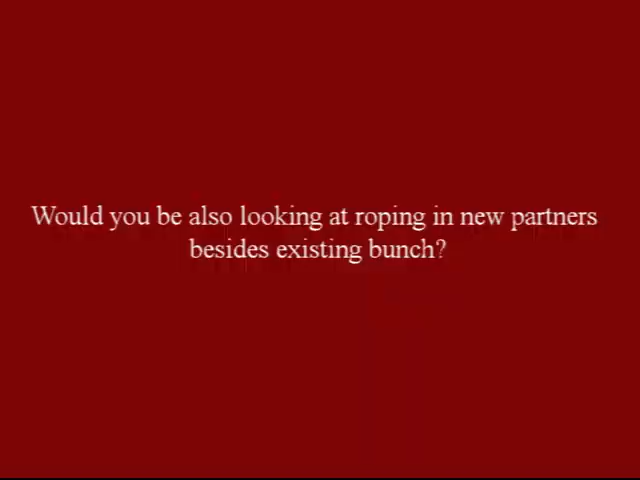 Would you be also looking at roping in new partners
besides existing bunch?